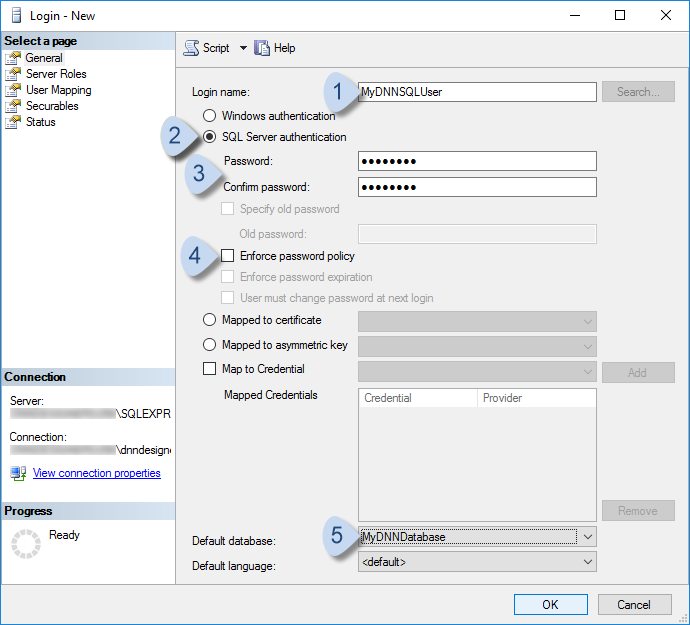 Login - New
Select a page
General
Server Roles
User Mapping
Securables
Status
Script
Help
Login name:
1
MyDNNSQLUser
Search...
Windows authentication
2
SQL Server authentication
Password:
●●●●●●●●
3
Confirm password:
●●●●●●●●
Specify old password
Old password:
4
Enforce password policy
Enforce password expiration
User must change password at next login
Mapped to certificate
Mapped to asymmetric key
Map to Credential
Add
Mapped Credentials
Credential Provider
Remove
Default database:
5
MyDNNDatabase
Default language:
<default>
Connection
Server:
\SQLEXPR
Connection:
\dnndesigne
View connection properties
Progress
Ready
OK
Cancel